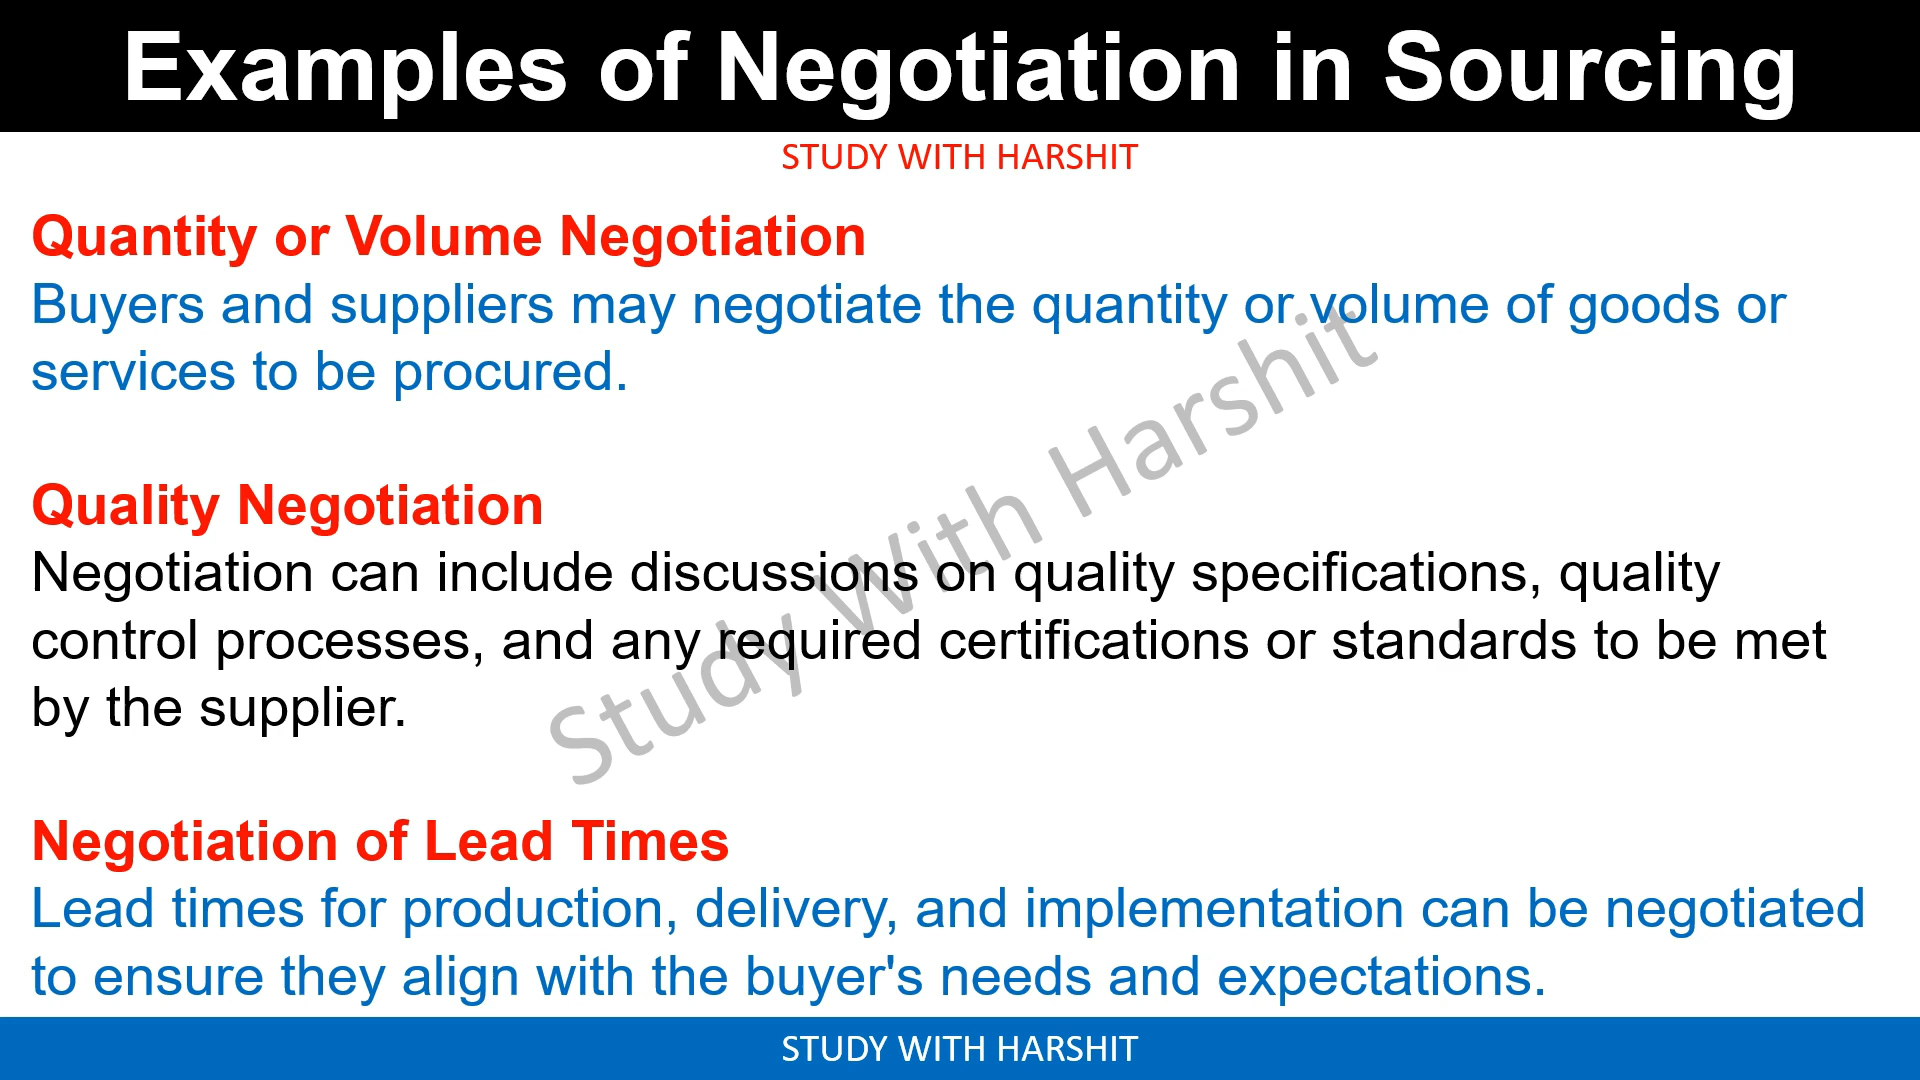 Examples of Negotiation in Sourcing
STUDY WITH HARSHIT
Quantity or Volume Negotiation
Buyers and suppliers may negotiate the quantity or volume of goods or
services to be procured.
Quality Negotiation
Negotiation can include discussions on quality specifications, quality
control processes, and any required certifications or standards to be met
by the supplier.
Negotiation of Lead Times
Lead times for production, delivery, and implementation can be negotiated
to ensure they align with the buyer's needs and expectations.
Study With Harshit
STUDY WITH HARSHIT